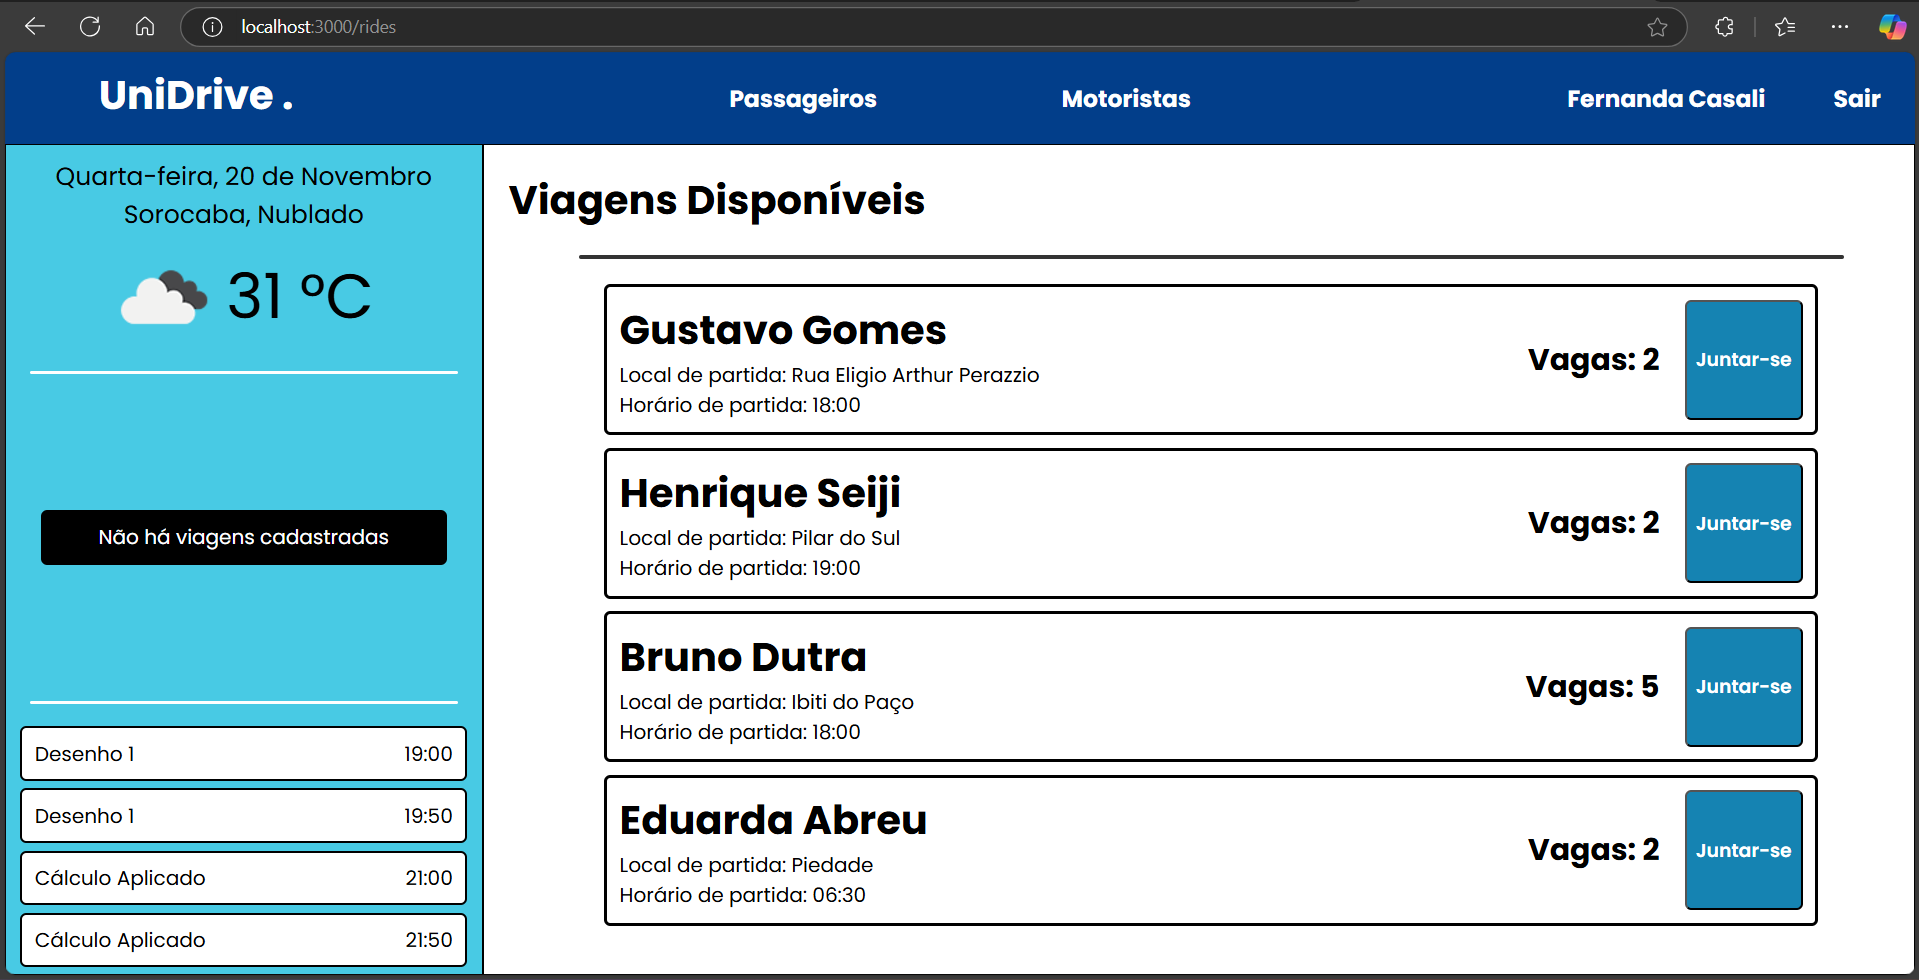 localhost:3000/rides
UniDrive .
Passageiros
Motoristas
Fernanda Casali
Sair
Quarta-feira, 20 de Novembro
Sorocaba, Nublado
31 ºC
Não há viagens cadastradas
Desenho 1 19:00
Desenho 1 19:50
Cálculo Aplicado 21:00
Cálculo Aplicado 21:50
Viagens Disponíveis
Gustavo Gomes
Local de partida: Rua Eligio Arthur Perazzio
Horário de partida: 18:00
Vagas: 2
Juntar-se
Henrique Seiji
Local de partida: Pilar do Sul
Horário de partida: 19:00
Vagas: 2
Juntar-se
Bruno Dutra
Local de partida: Ibiti do Paço
Horário de partida: 18:00
Vagas: 5
Juntar-se
Eduarda Abreu
Local de partida: Piedade
Horário de partida: 06:30
Vagas: 2
Juntar-se